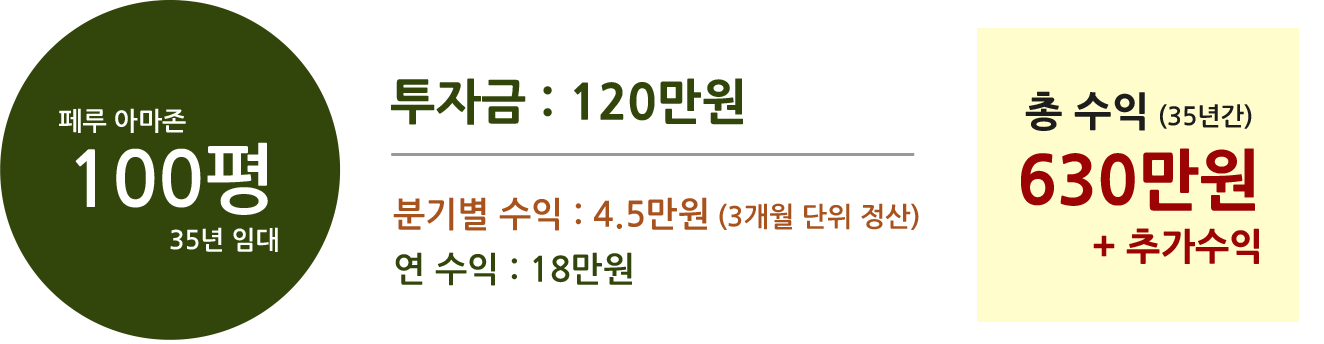 페루 아마존
100평
35년 임대
투자금 : 120만원
분기별 수익 : 4.5만원 (3개월 단위 정산)
연 수익 : 18만원
총 수익 (35년간)
630만원
+ 추가수익